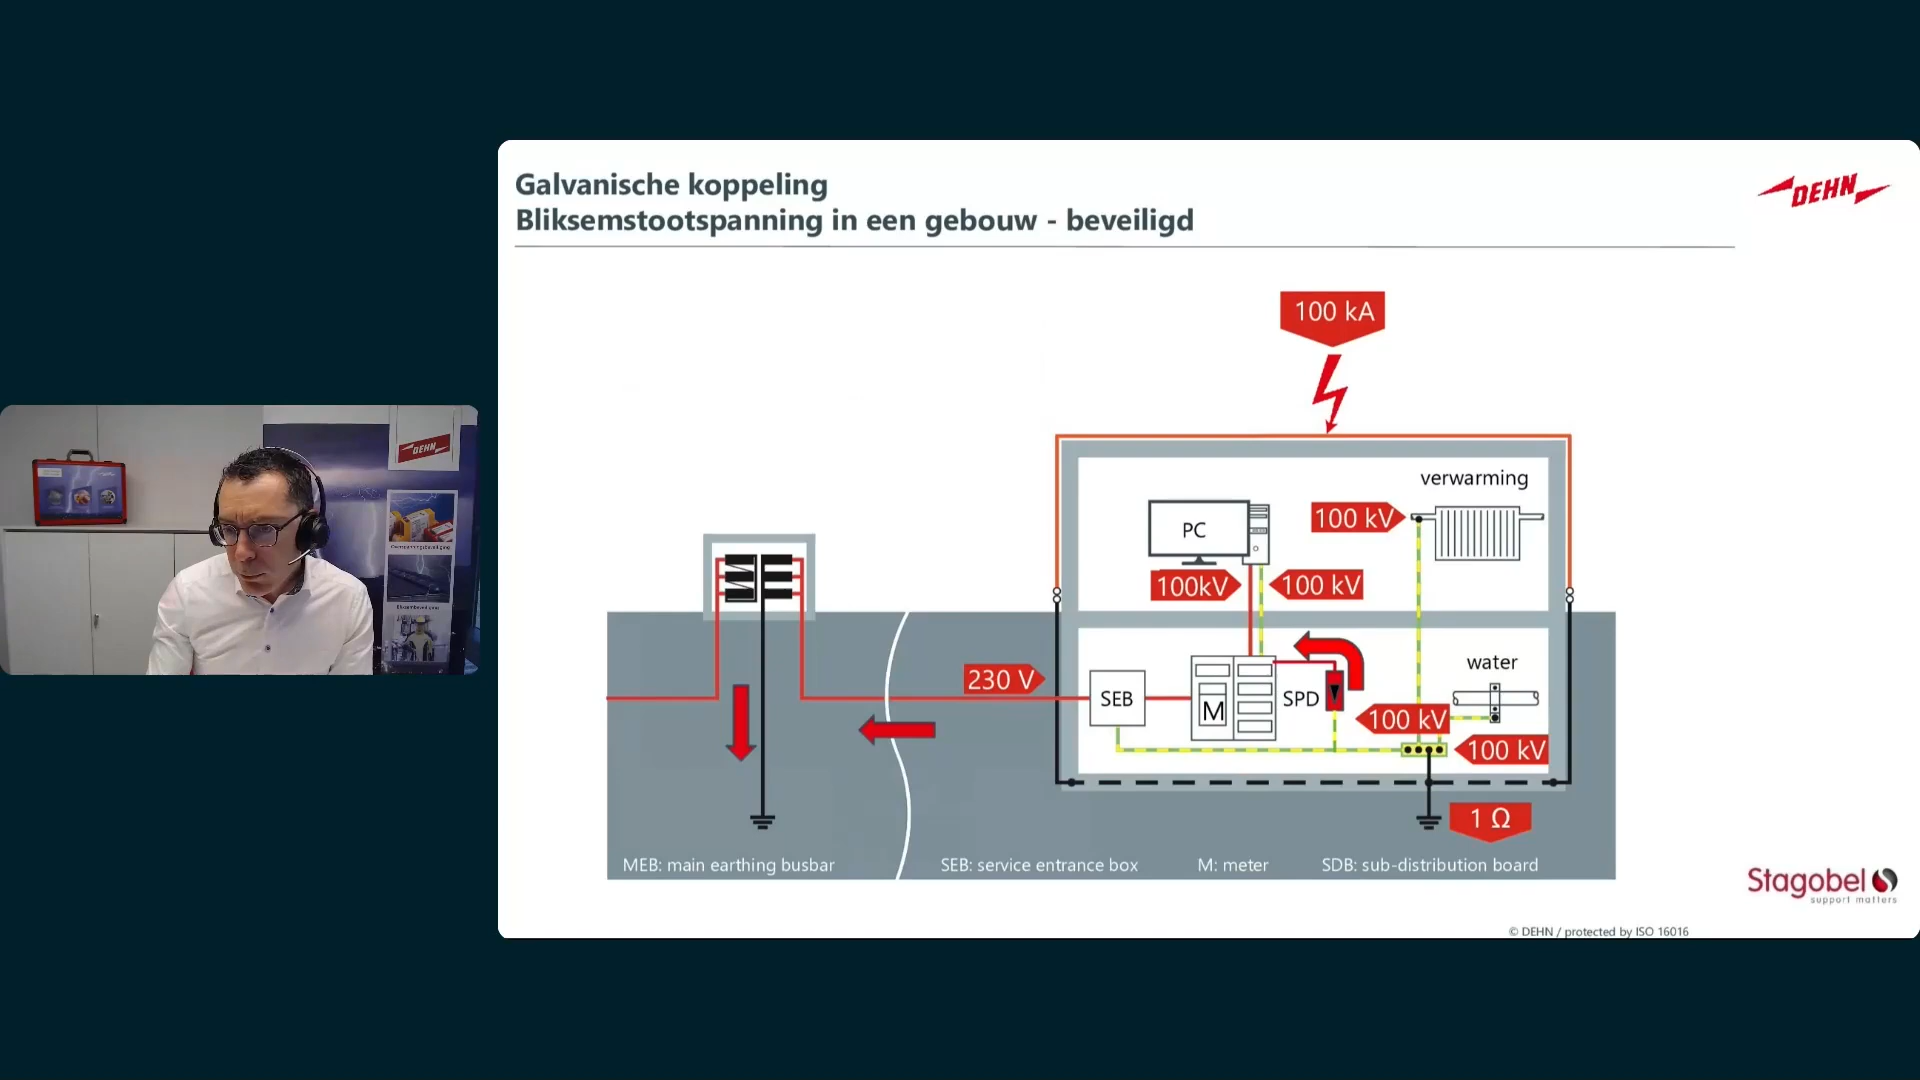 Galvanische koppeling
Bliksemstootspanning in een gebouw - beveiligd
DEHN
100 kA
verwarming
100 kV
PC
100kV
100 kV
water
230 V
SEB
M
SPD
100 kV
100 kV
1 Ω
MEB: main earthing busbar
SEB: service entrance box
M: meter
SDB: sub-distribution board
Stagobel
support matters
© DEHN / protected by ISO 16016
DEHN
Overspanningsbeveiliging
Bliksembeveiliging